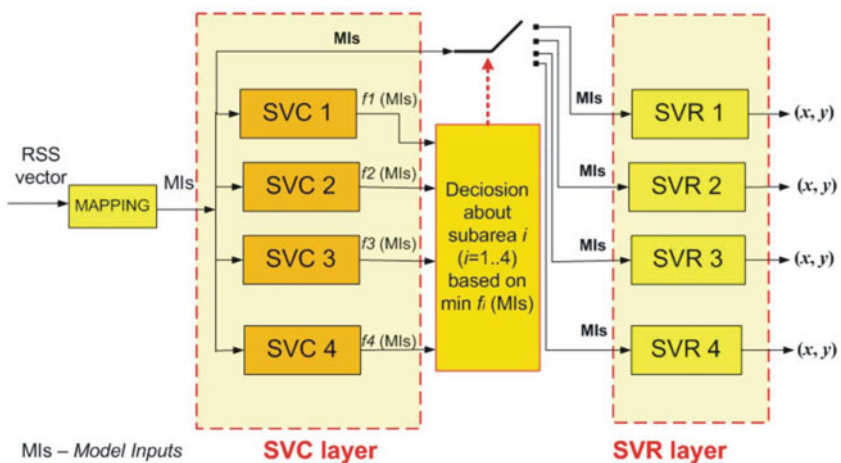 MIs
MIs
MIs
MIs
MIs
RSS
vector
MAPPING
MIs
SVC 1
f1 (MIs)
SVC 2
f2 (MIs)
SVC 3
f3 (MIs)
SVC 4
f4 (MIs)
Deciosion
about
subarea i
(i=1..4)
based on
min fi (MIs)
SVR 1
(x, y)
SVR 2
(x, y)
SVR 3
(x, y)
SVR 4
(x, y)
MIs – Model Inputs
SVC layer
SVR layer